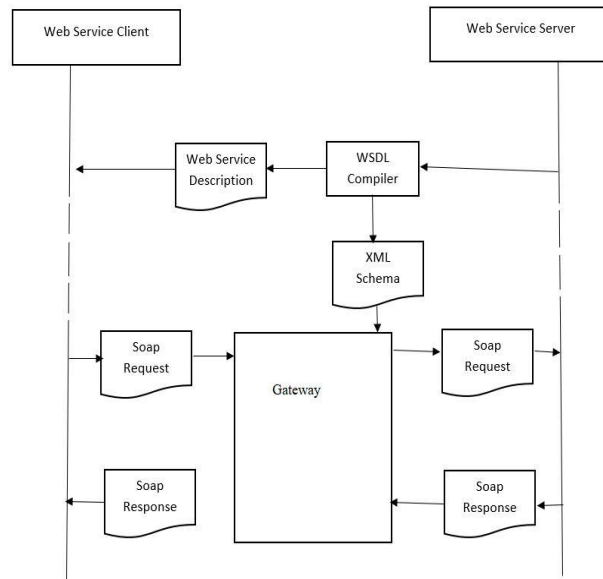 Web Service Client
Web Service Server
Web Service
Description
WSDL
Compiler
XML
Schema
Soap
Request
Gateway
Soap
Request
Soap
Response
Soap
Response